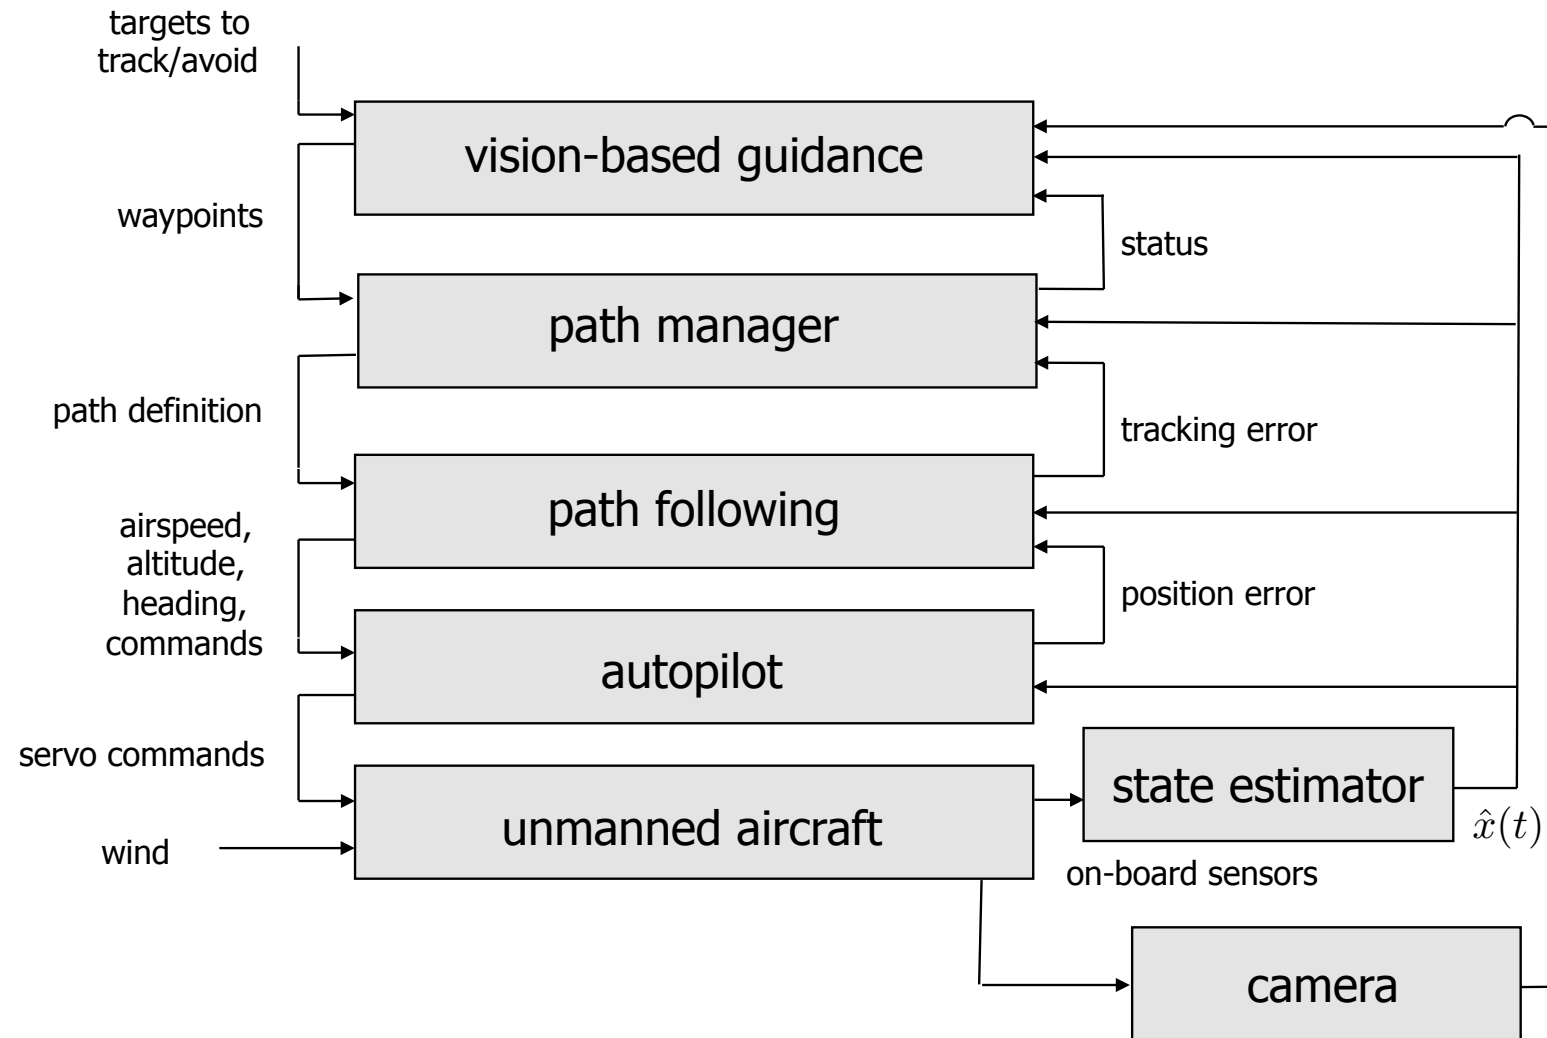 targets to
track/avoid
vision-based guidance
waypoints
status
path manager
path definition
tracking error
path following
airspeed,
altitude,
heading,
commands
position error
autopilot
servo commands
state estimator
unmanned aircraft
x̂(t)
wind
on-board sensors
camera